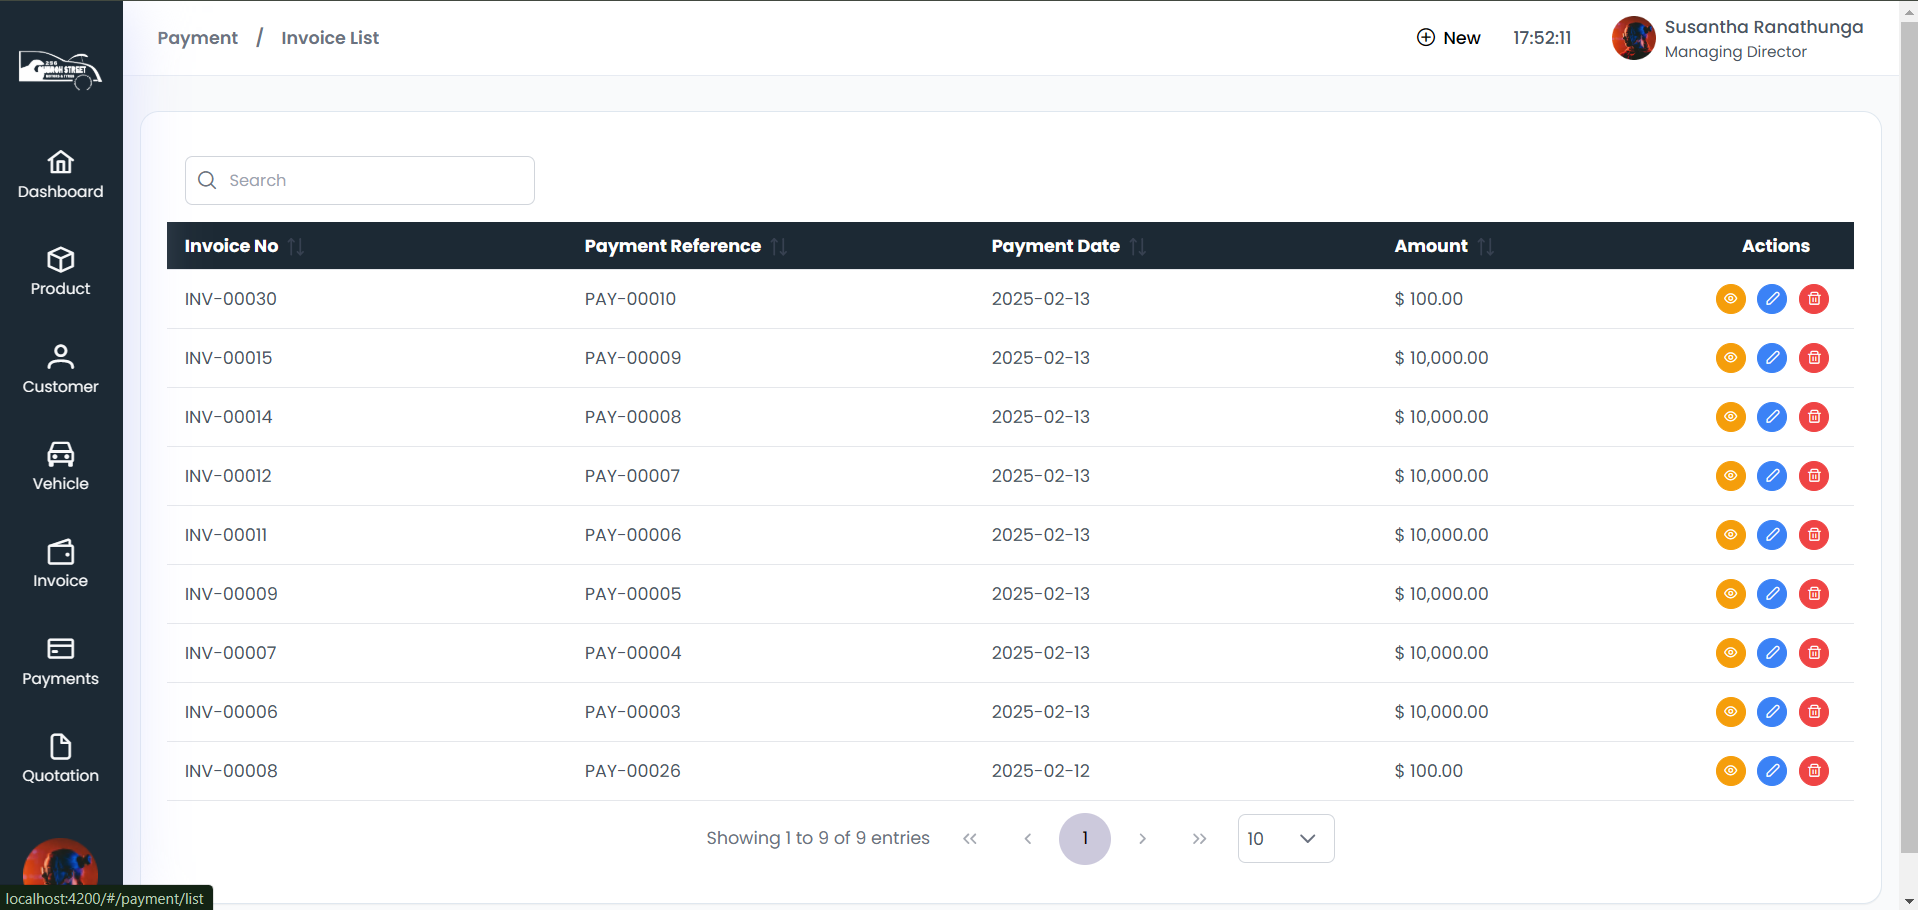 Payment / Invoice List
New
17:52:11
Susantha Ranathunga
Managing Director
256
CHURCH STREET
MOTORS & TYRES
Dashboard
Product
Customer
Vehicle
Invoice
Payments
Quotation
Search
Invoice No Payment Reference Payment Date Amount Actions
INV-00030 PAY-00010 2025-02-13 $ 100.00
INV-00015 PAY-00009 2025-02-13 $ 10,000.00
INV-00014 PAY-00008 2025-02-13 $ 10,000.00
INV-00012 PAY-00007 2025-02-13 $ 10,000.00
INV-00011 PAY-00006 2025-02-13 $ 10,000.00
INV-00009 PAY-00005 2025-02-13 $ 10,000.00
INV-00007 PAY-00004 2025-02-13 $ 10,000.00
INV-00006 PAY-00003 2025-02-13 $ 10,000.00
INV-00008 PAY-00026 2025-02-12 $ 100.00
Showing 1 to 9 of 9 entries « ‹ 1 › » 10
localhost:4200/#/payment/list